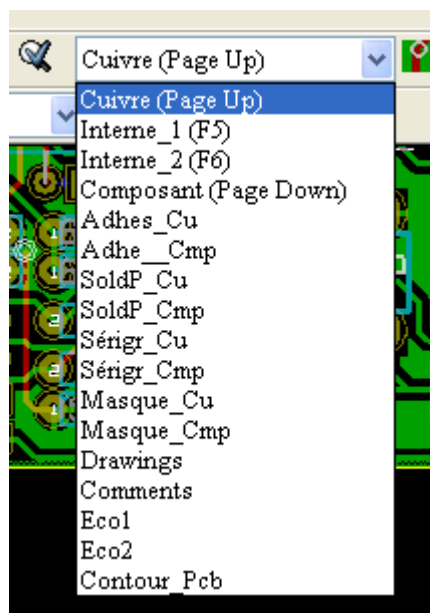 Cuivre (Page Up)
Cuivre (Page Up)
Interne_1 (F5)
Interne_2 (F6)
Composant (Page Down)
Adhes_Cu
Adhe__Cmp
SoldP_Cu
SoldP_Cmp
Sérigr_Cu
Sérigr_Cmp
Masque_Cu
Masque_Cmp
Drawings
Comments
Eco1
Eco2
Contour_Pcb